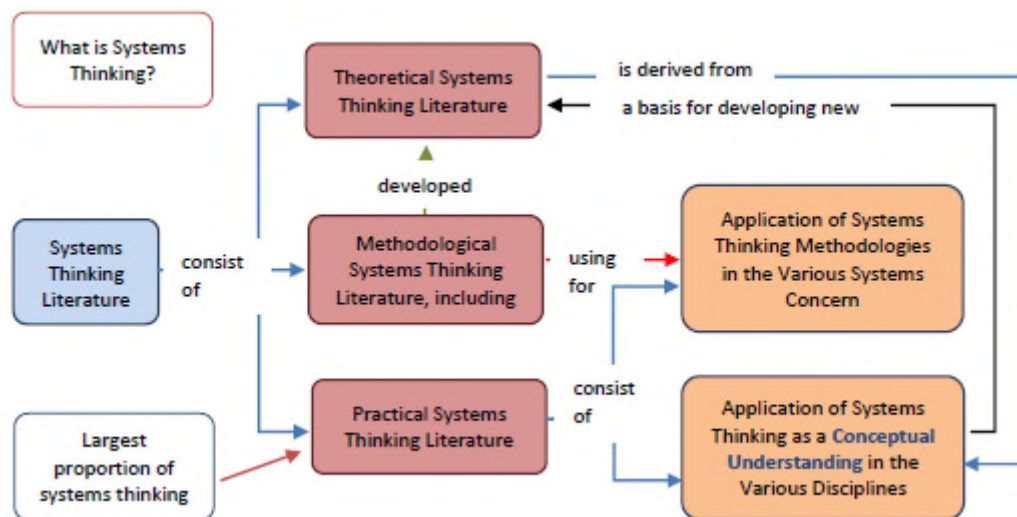 What is Systems
Thinking?
Theoretical Systems
Thinking Literature
is derived from
a basis for developing new
developed
Systems
Thinking
Literature
consist
of
Methodological
Systems Thinking
Literature, including
using
for
Application of Systems
Thinking Methodologies
in the Various Systems
Concern
Largest
proportion of
systems thinking
Practical Systems
Thinking Literature
consist
of
Application of Systems
Thinking as a Conceptual
Understanding in the
Various Disciplines